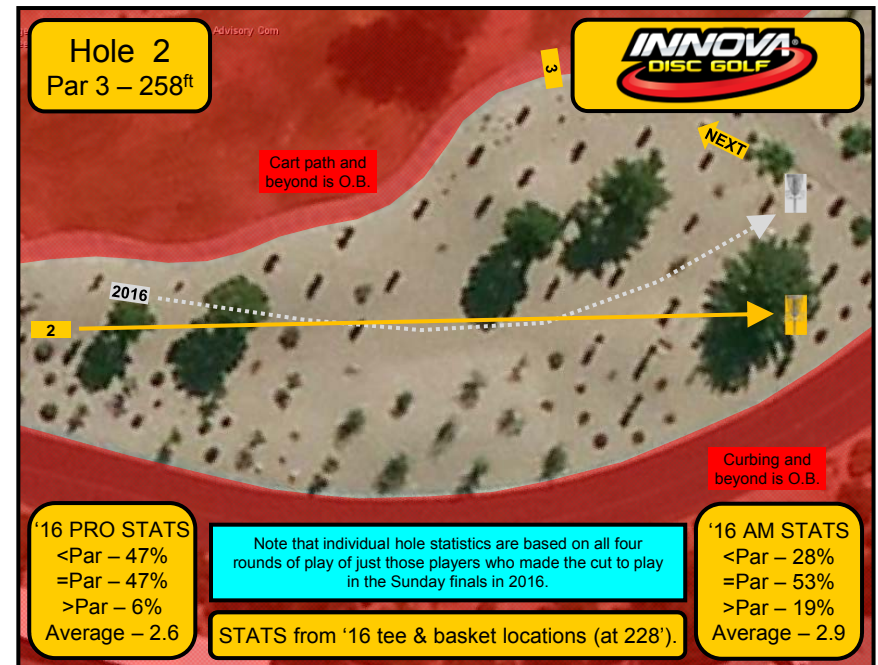 Advisory Com
Hole 2
Par 3 – 258ft
INNOVA®
DISC GOLF
3
NEXT
Cart path and
beyond is O.B.
2016
2
Curbing and
beyond is O.B.
‘16 PRO STATS
<Par – 47%
=Par – 47%
>Par – 6%
Average – 2.6
Note that individual hole statistics are based on all four
rounds of play of just those players who made the cut to play
in the Sunday finals in 2016.
STATS from ‘16 tee & basket locations (at 228’).
‘16 AM STATS
<Par – 28%
=Par – 53%
>Par – 19%
Average – 2.9